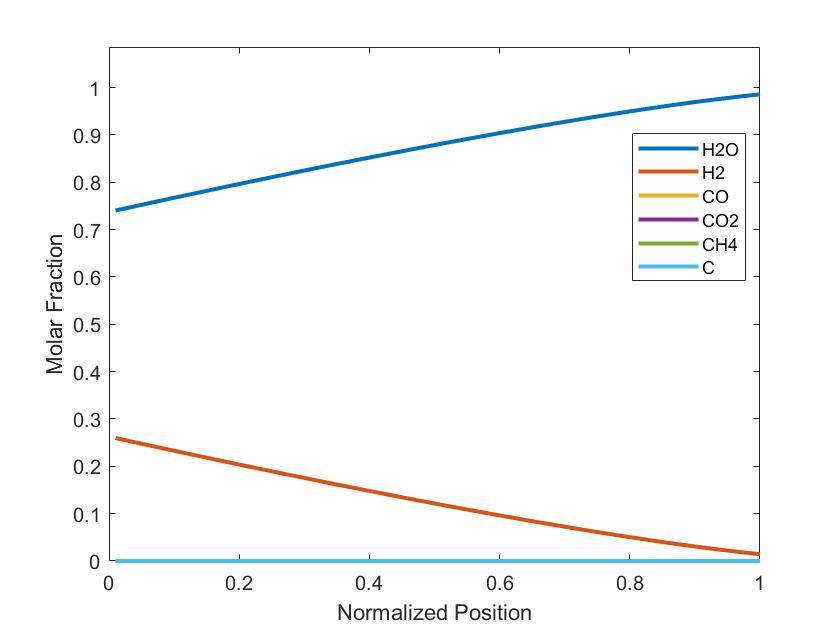 1
0.9
0.8
0.7
0.6
0.5
0.4
0.3
0.2
0.1
0
Molar Fraction
H2O
H2
CO
CO2
CH4
C
0 0.2 0.4 0.6 0.8 1
Normalized Position